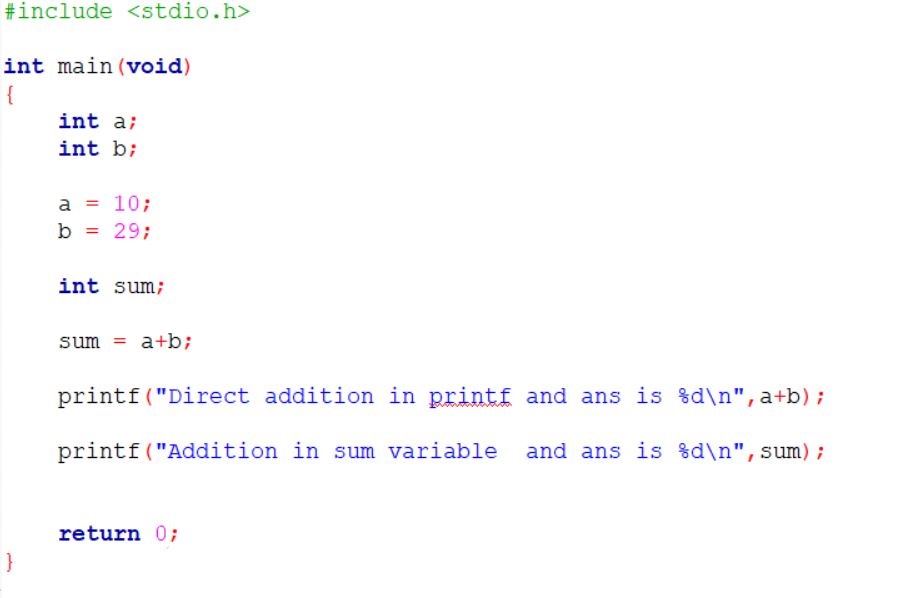 #include <stdio.h>
int main(void)
{
    int a;
    int b;
    a = 10;
    b = 29;
    int sum;
    sum = a+b;
    printf("Direct addition in printf and ans is %d\n",a+b);
    printf("Addition in sum variable  and ans is %d\n",sum);
    return 0;
}